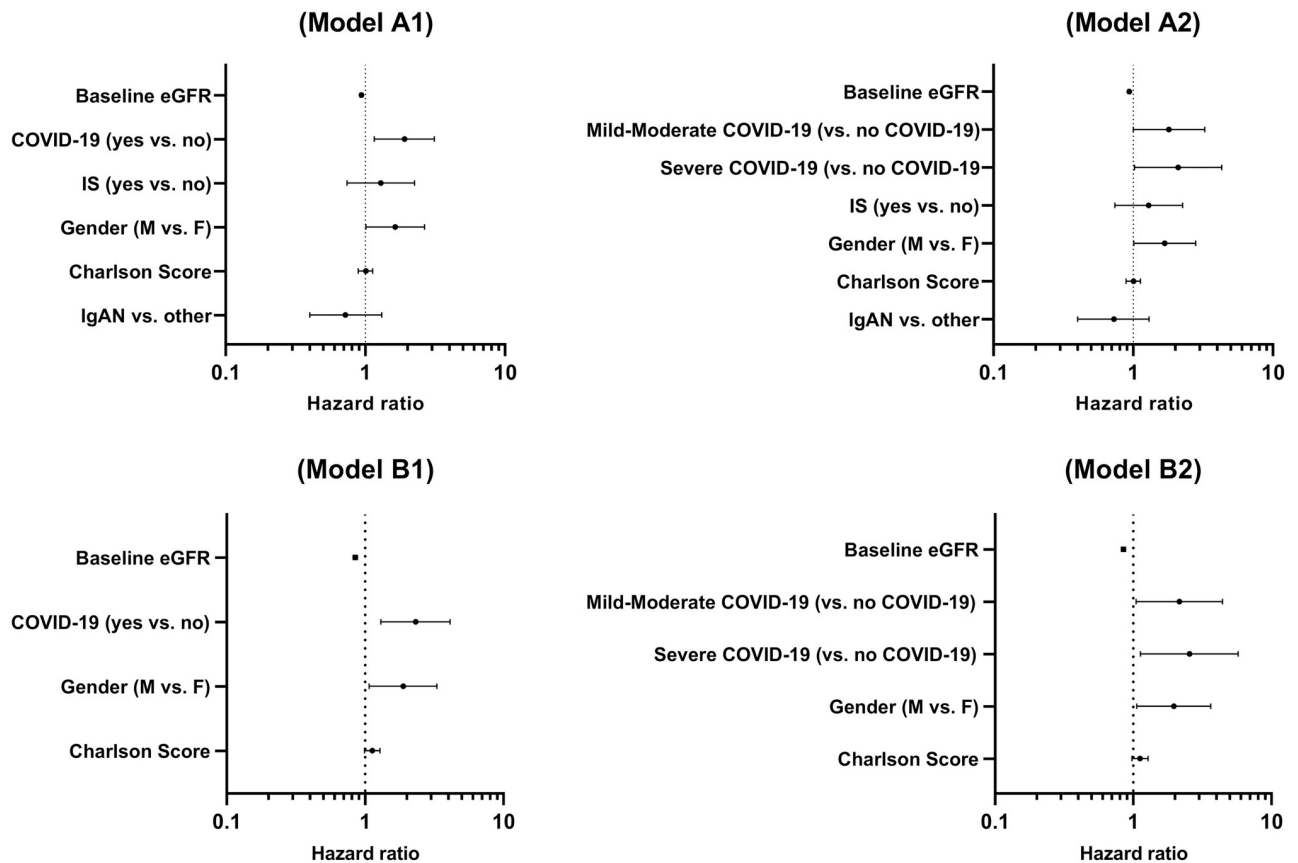 (Model A1)
Baseline eGFR
COVID-19 (yes vs. no)
IS (yes vs. no)
Gender (M vs. F)
Charlson Score
IgAN vs. other
0.1 1 10
Hazard ratio
(Model A2)
Baseline eGFR
Mild-Moderate COVID-19 (vs. no COVID-19)
Severe COVID-19 (vs. no COVID-19
IS (yes vs. no)
Gender (M vs. F)
Charlson Score
IgAN vs. other
0.1 1 10
Hazard ratio
(Model B1)
Baseline eGFR
COVID-19 (yes vs. no)
Gender (M vs. F)
Charlson Score
0.1 1 10
Hazard ratio
(Model B2)
Baseline eGFR
Mild-Moderate COVID-19 (vs. no COVID-19)
Severe COVID-19 (vs. no COVID-19)
Gender (M vs. F)
Charlson Score
0.1 1 10
Hazard ratio